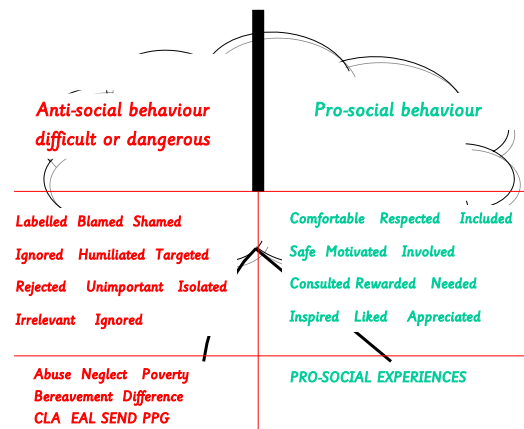 Anti-social behaviour
difficult or dangerous
Pro-social behaviour
Labelled Blamed Shamed
Ignored Humiliated Targeted
Rejected Unimportant Isolated
Irrelevant Ignored
Comfortable Respected Included
Safe Motivated Involved
Consulted Rewarded Needed
Inspired Liked Appreciated
Abuse Neglect Poverty
Bereavement Difference
CLA EAL SEND PPG
PRO-SOCIAL EXPERIENCES